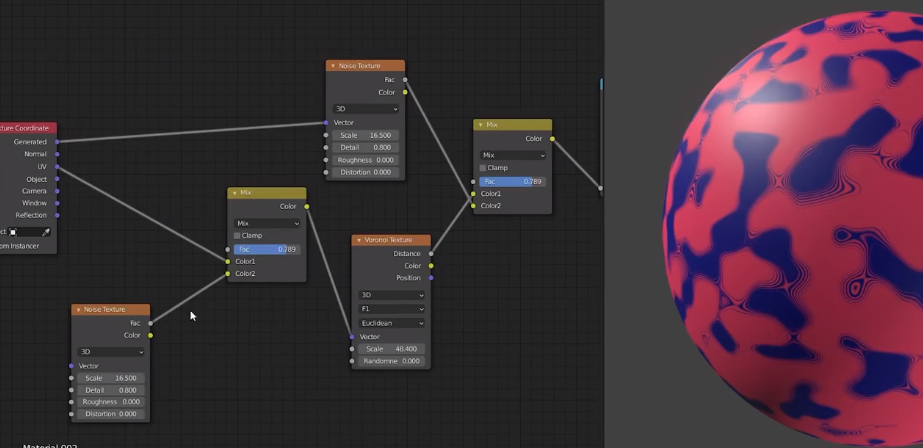 xture Coordinate
Generated
Normal
UV
Object
Camera
Window
Reflection
ct
om Instancer
Noise Texture
Fac
Color
3D
Vector
Scale 16.500
Detail 0.800
Roughness 0.000
Distortion 0.000
Mix
Color
Mix
Clamp
Fac 0.789
Color1
Color2
Noise Texture
Fac
Color
3D
Vector
Scale 16.500
Detail 0.800
Roughness 0.000
Distortion 0.000
Voronoi Texture
Distance
Color
Position
3D
F1
Euclidean
Vector
Scale 48.400
Randomne 0.000
Mix
Color
Mix
Clamp
Fac 0.789
Color1
Color2